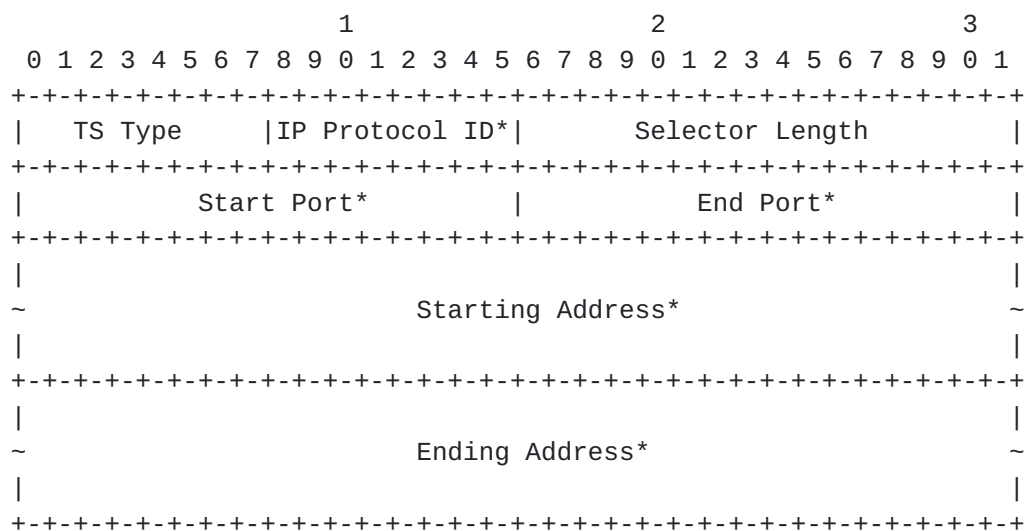 1                   2                   3
 0 1 2 3 4 5 6 7 8 9 0 1 2 3 4 5 6 7 8 9 0 1 2 3 4 5 6 7 8 9 0 1
+-+-+-+-+-+-+-+-+-+-+-+-+-+-+-+-+-+-+-+-+-+-+-+-+-+-+-+-+-+-+-+-+
|   TS Type     |IP Protocol ID*|       Selector Length         |
+-+-+-+-+-+-+-+-+-+-+-+-+-+-+-+-+-+-+-+-+-+-+-+-+-+-+-+-+-+-+-+-+
|           Start Port*         |           End Port*           |
+-+-+-+-+-+-+-+-+-+-+-+-+-+-+-+-+-+-+-+-+-+-+-+-+-+-+-+-+-+-+-+-+
|                                                               |
~                         Starting Address*                     ~
|                                                               |
+-+-+-+-+-+-+-+-+-+-+-+-+-+-+-+-+-+-+-+-+-+-+-+-+-+-+-+-+-+-+-+-+
|                                                               |
~                         Ending Address*                       ~
|                                                               |
+-+-+-+-+-+-+-+-+-+-+-+-+-+-+-+-+-+-+-+-+-+-+-+-+-+-+-+-+-+-+-+-+